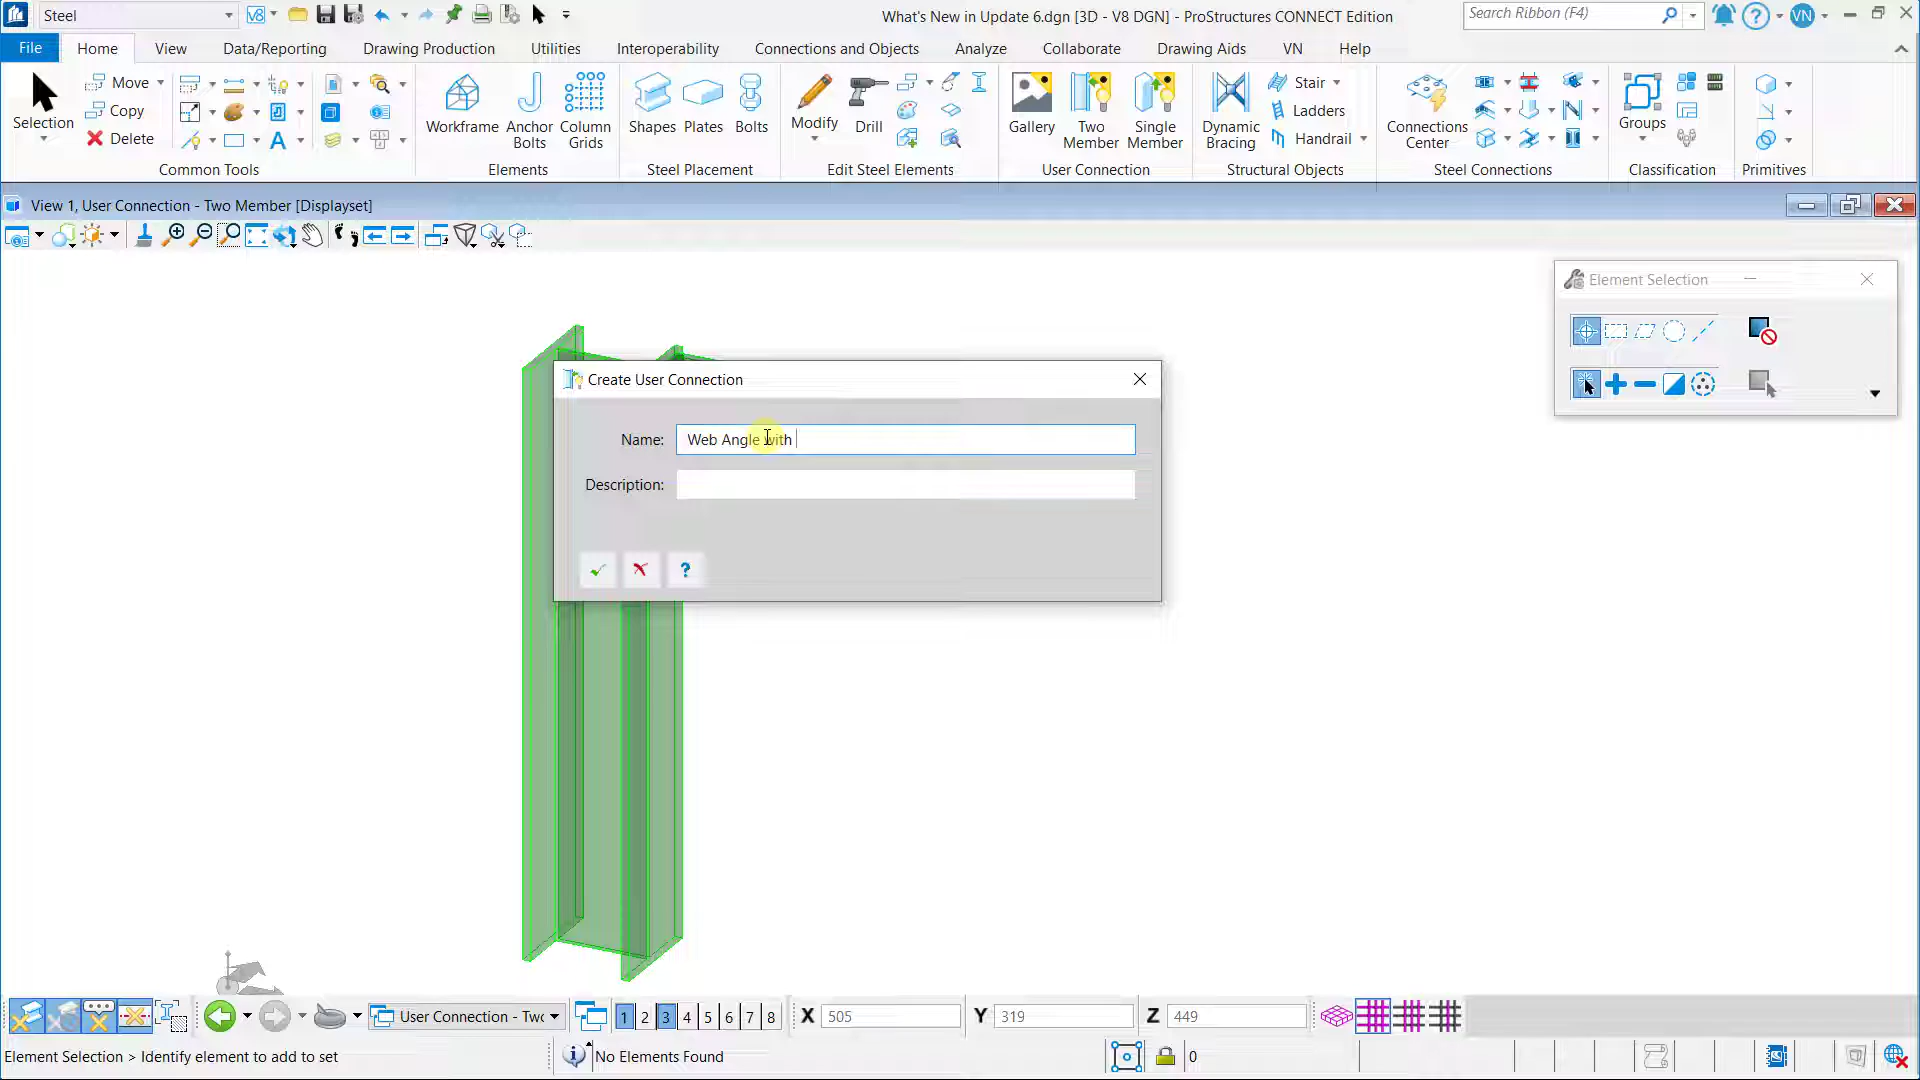 Steel
What's New in Update 6.dgn [3D - V8 DGN] - ProStructures CONNECT Edition
Search Ribbon (F4)
VN
File Home View Data/Reporting Drawing Production Utilities Interoperability Connections and Objects Analyze Collaborate Drawing Aids VN Help
Selection
Move
Copy
Delete
Common Tools
Workframe
Anchor Bolts
Column Grids
Elements
Shapes
Plates
Bolts
Steel Placement
Modify
Drill
Edit Steel Elements
Gallery
Two Member
Single Member
User Connection
Dynamic Bracing
Stair
Ladders
Handrail
Structural Objects
Connections Center
Steel Connections
Groups
Classification
Primitives
View 1, User Connection - Two Member [Displayset]
Element Selection
Create User Connection
Name: Web Angle with
Description:
User Connection - Twc
1 2 3 4 5 6 7 8
X 505
Y 319
Z 449
Element Selection > Identify element to add to set
No Elements Found
0